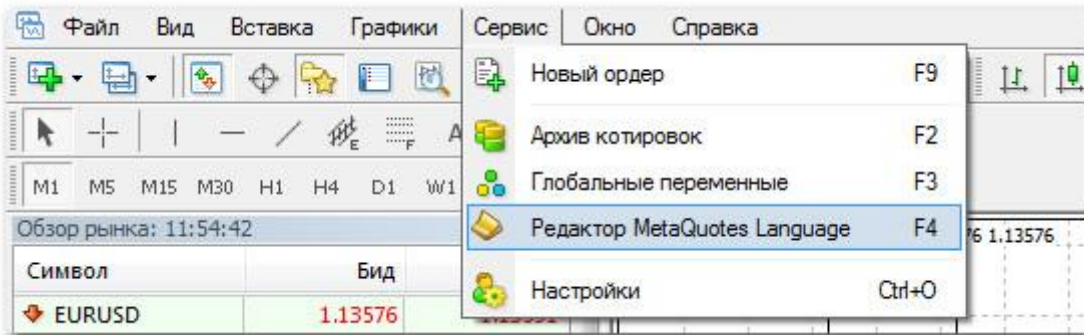 Файл Вид Вставка Графики Сервис Окно Справка
Новый ордер F9
Архив котировок F2
M1 M5 M15 M30 H1 H4 D1 W1 Глобальные переменные F3
Обзор рынка: 11:54:42 Редактор MetaQuotes Language F4 1.13576
Символ Бид
Настройки Ctrl+O
EURUSD 1.13576